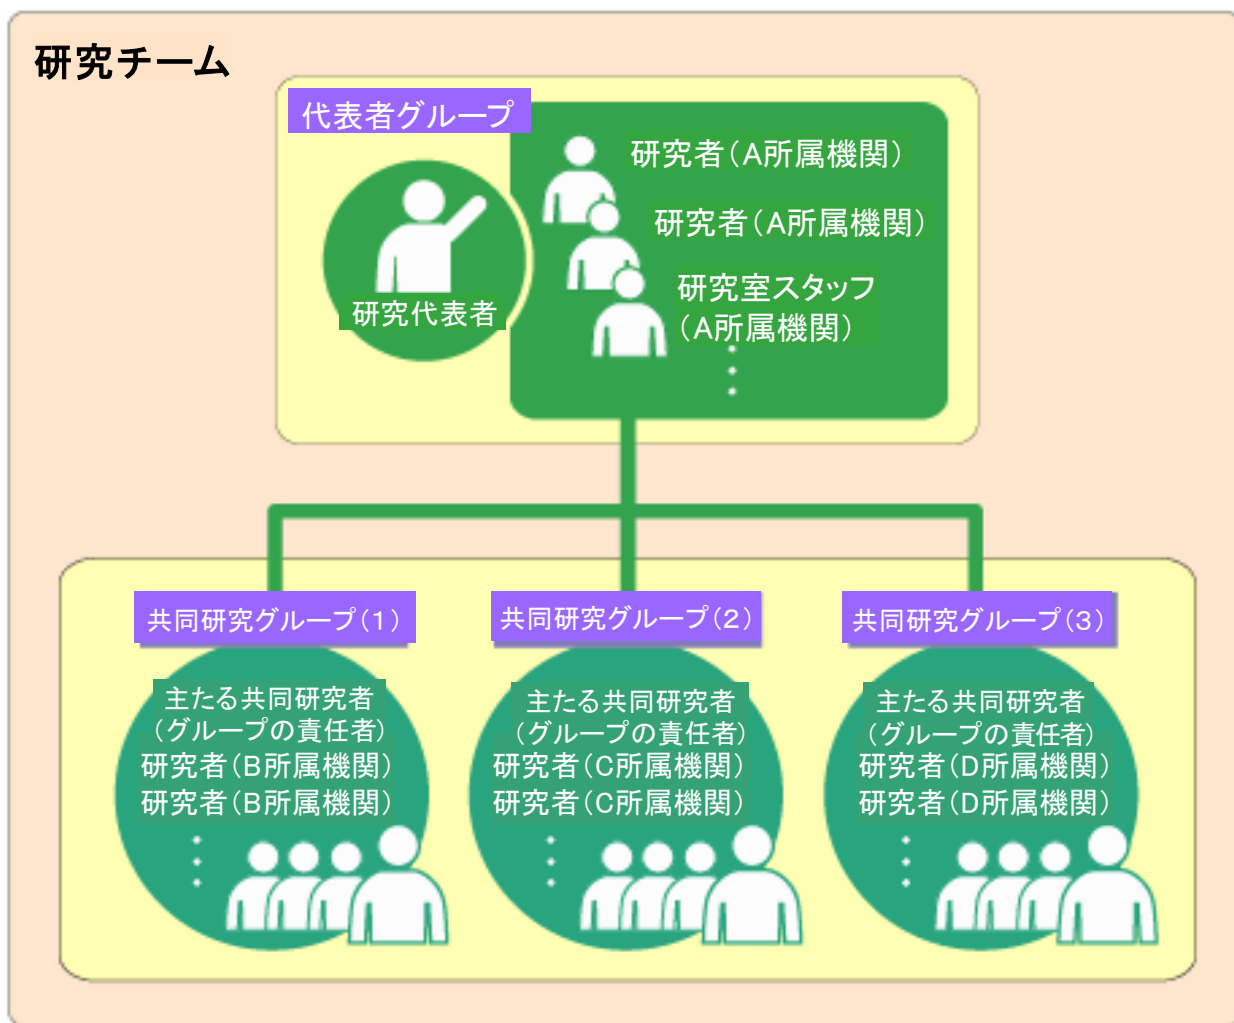 研究チーム
代表者グループ
研究代表者
研究者(A所属機関)
研究者(A所属機関)
研究室スタッフ
(A所属機関)
共同研究グループ(1)
主たる共同研究者
(グループの責任者)
研究者(B所属機関)
研究者(B所属機関)
共同研究グループ(2)
主たる共同研究者
(グループの責任者)
研究者(C所属機関)
研究者(C所属機関)
共同研究グループ(3)
主たる共同研究者
(グループの責任者)
研究者(D所属機関)
研究者(D所属機関)